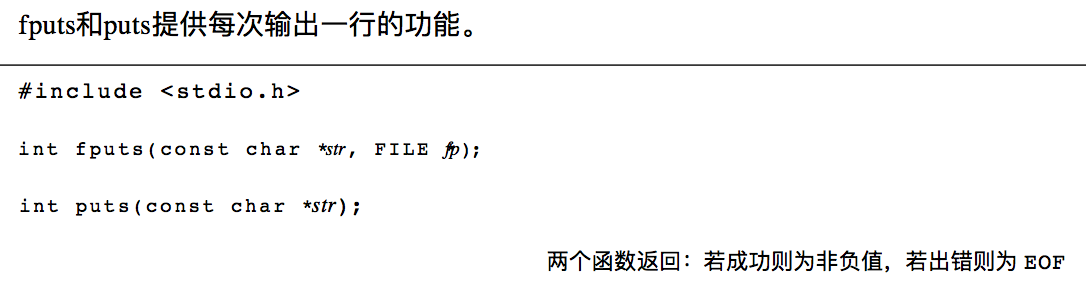 fputs和puts提供每次输出一行的功能。
#include <stdio.h>
int fputs(const char *str, FILE *fp);
int puts(const char *str);
两个函数返回：若成功则为非负值，若出错则为 EOF